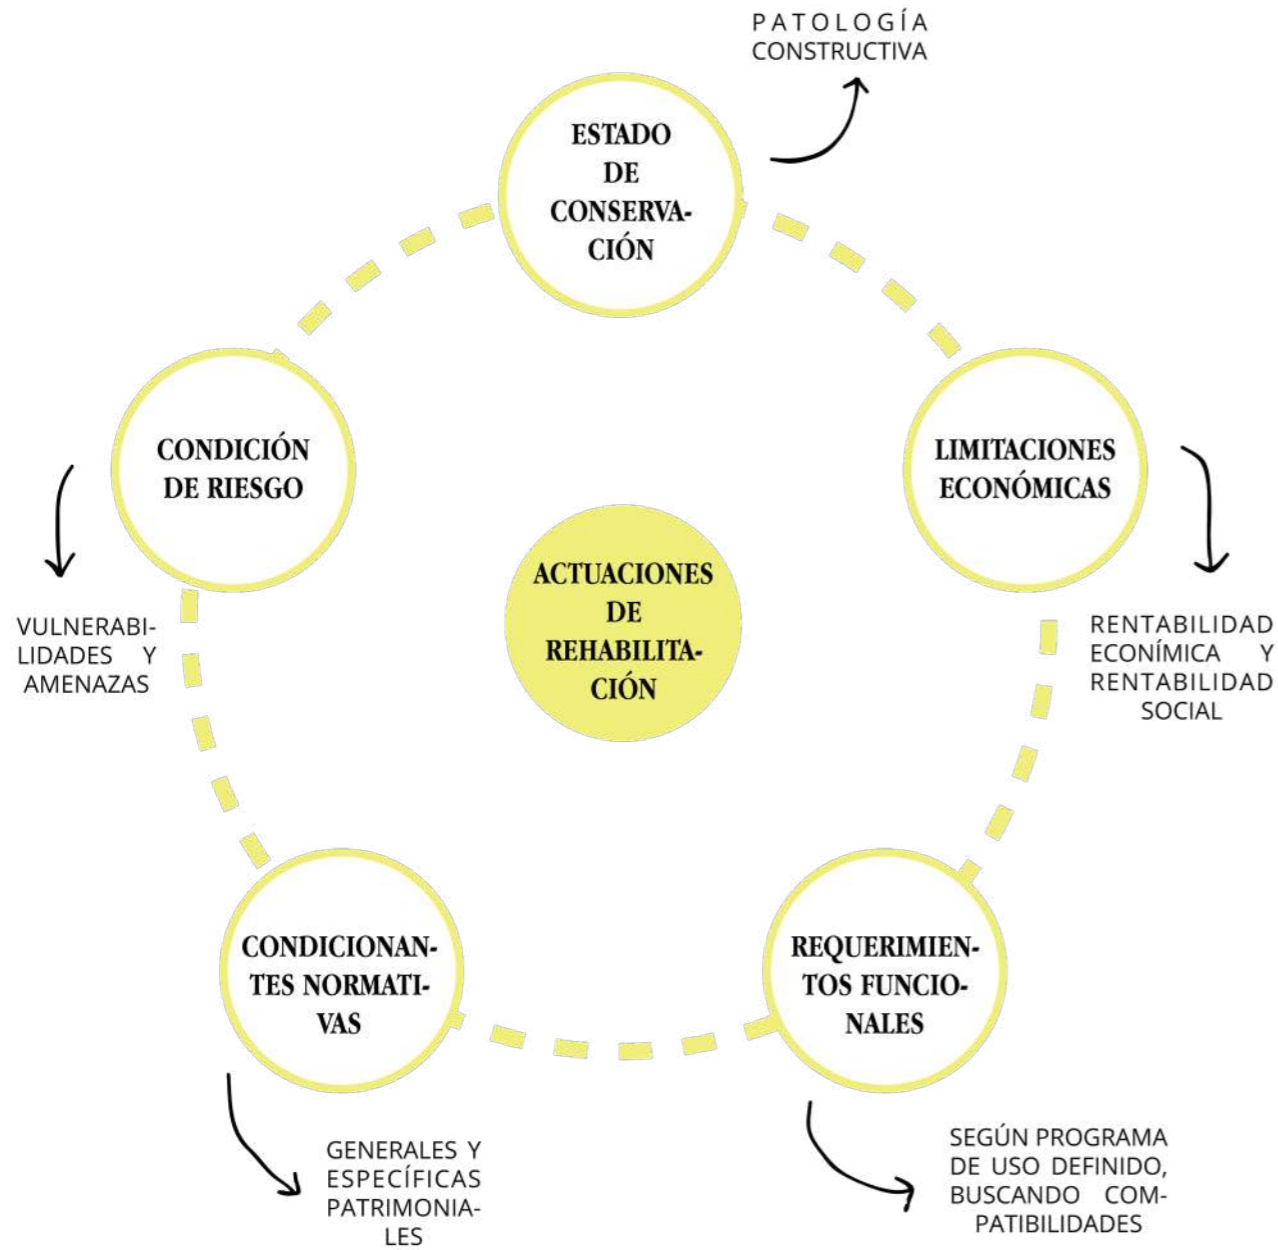 PATOLOGÍA
CONSTRUCTIVA
ESTADO
DE
CONSERVA-
CIÓN
LIMITACIONES
ECONÓMICAS
RENTABILIDAD
ECONÍMICA Y
RENTABILIDAD
SOCIAL
CONDICIÓN
DE RIESGO
VULNERABI-
LIDADES Y
AMENAZAS
ACTUACIONES
DE
REHABILITA-
CIÓN
CONDICIONAN-
TES NORMATI-
VAS
GENERALES Y
ESPECÍFICAS
PATRIMONIA-
LES
REQUERIMIEN-
TOS FUNCIO-
NALES
SEGÚN PROGRAMA
DE USO DEFINIDO,
BUSCANDO COM-
PATIBILIDADES